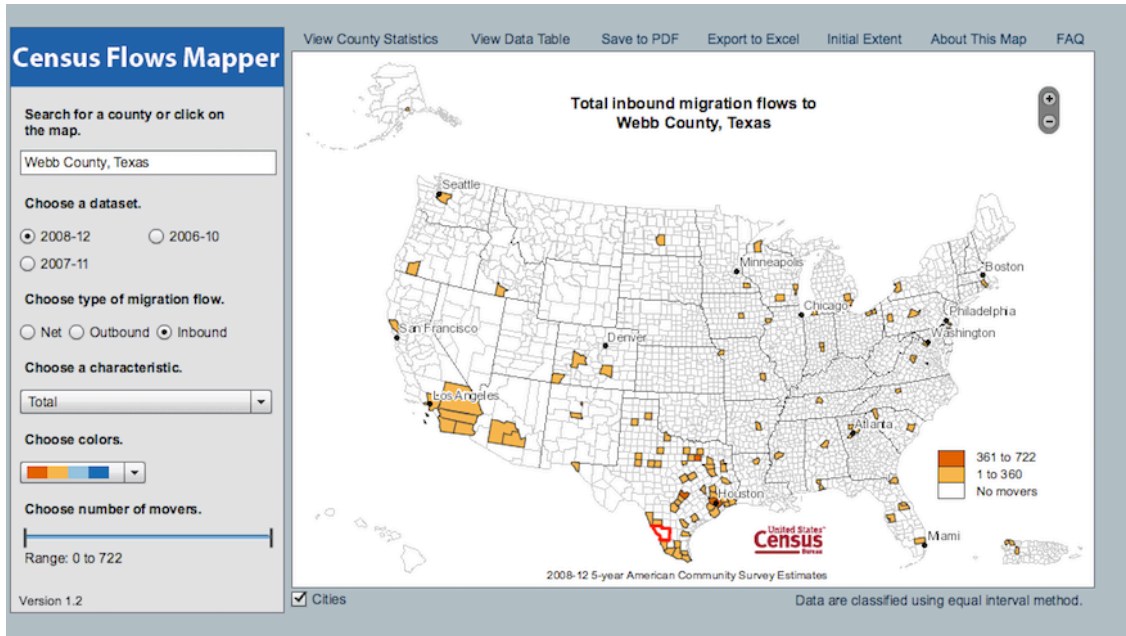 View County Statistics View Data Table Save to PDF Export to Excel Initial Extent About This Map FAQ
Census Flows Mapper
Search for a county or click on
the map.
Webb County, Texas
Choose a dataset.
2008-12 2006-10
2007-11
Choose type of migration flow.
Net Outbound Inbound
Choose a characteristic.
Total
Choose colors.
Choose number of movers.
Range: 0 to 722
Version 1.2
Total inbound migration flows to
Webb County, Texas
Seattle
Minneapolis
Boston
Chicago
Philadelphia
San Francisco
Washington
Denver
Los Angeles
Atlanta
Houston
Miami
361 to 722
1 to 360
No movers
United States
Census
Bureau
2008-12 5-year American Community Survey Estimates
Cities
Data are classified using equal interval method.